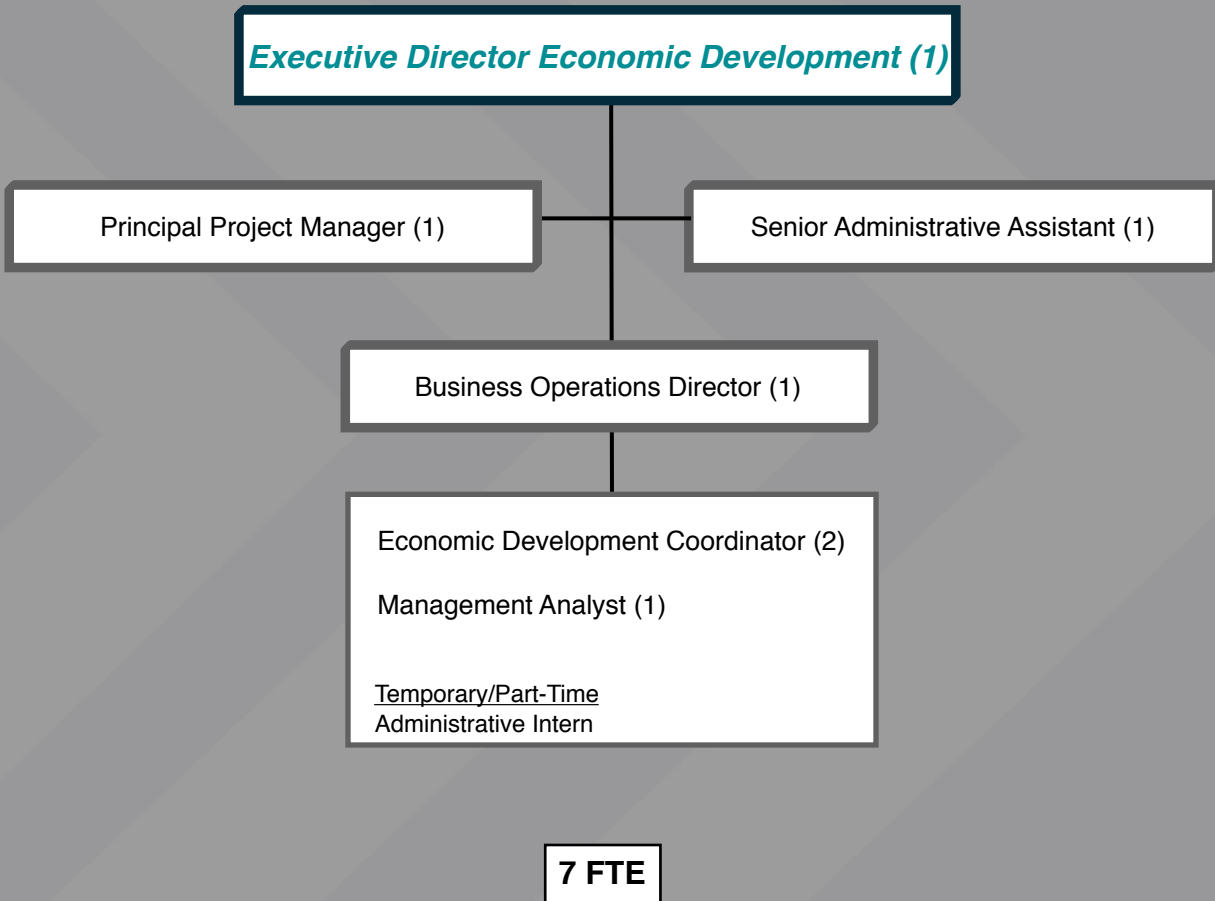 Executive Director Economic Development (1)
Principal Project Manager (1)
Senior Administrative Assistant (1)
Business Operations Director (1)
Economic Development Coordinator (2)
Management Analyst (1)
Temporary/Part-Time
Administrative Intern
7 FTE